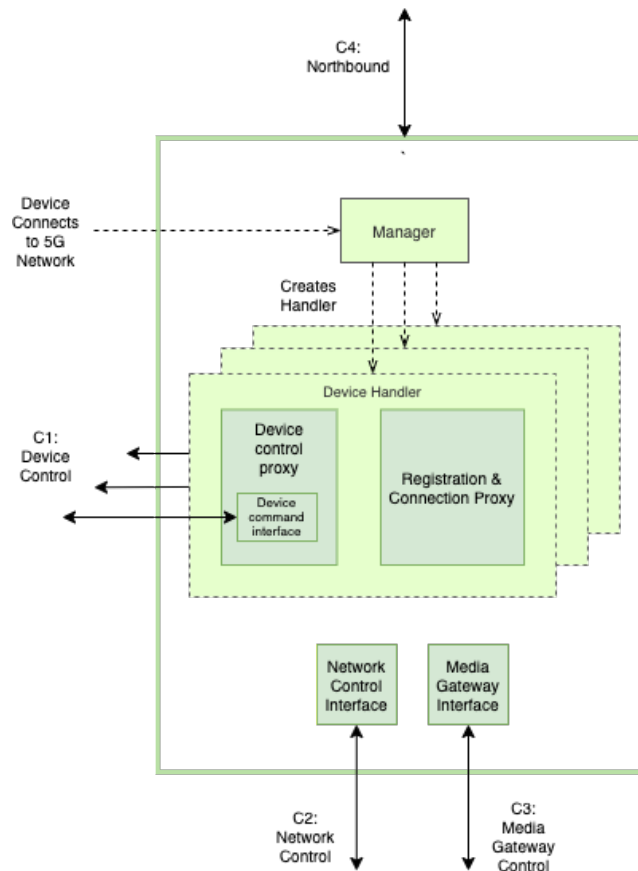 C4:
Northbound
Device
Connects
to 5G
Network
Manager
Creates
Handler
Device Handler
C1:
Device
Control
Device
control
proxy
Device
command
interface
Registration &
Connection Proxy
Network
Control
Interface
Media
Gateway
Interface
C2:
Network
Control
C3:
Media
Gateway
Control